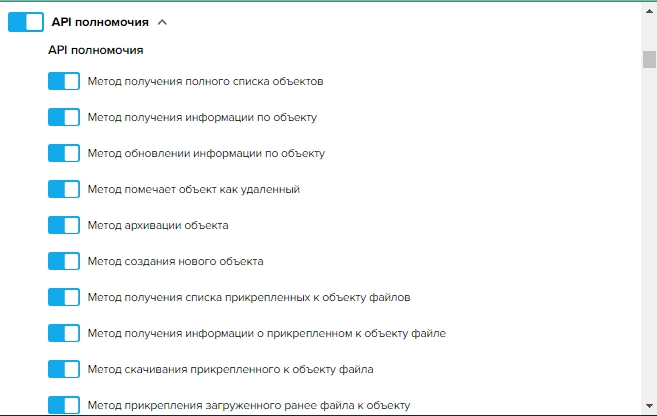 API полномочия
API полномочия
Метод получения полного списка объектов
Метод получения информации по объекту
Метод обновлении информации по объекту
Метод помечает объект как удаленный
Метод архивации объекта
Метод создания нового объекта
Метод получения списка прикрепленных к объекту файлов
Метод получения информации о прикрепленном к объекту файле
Метод скачивания прикрепленного к объекту файла
Метод прикрепления загруженного ранее файла к объекту